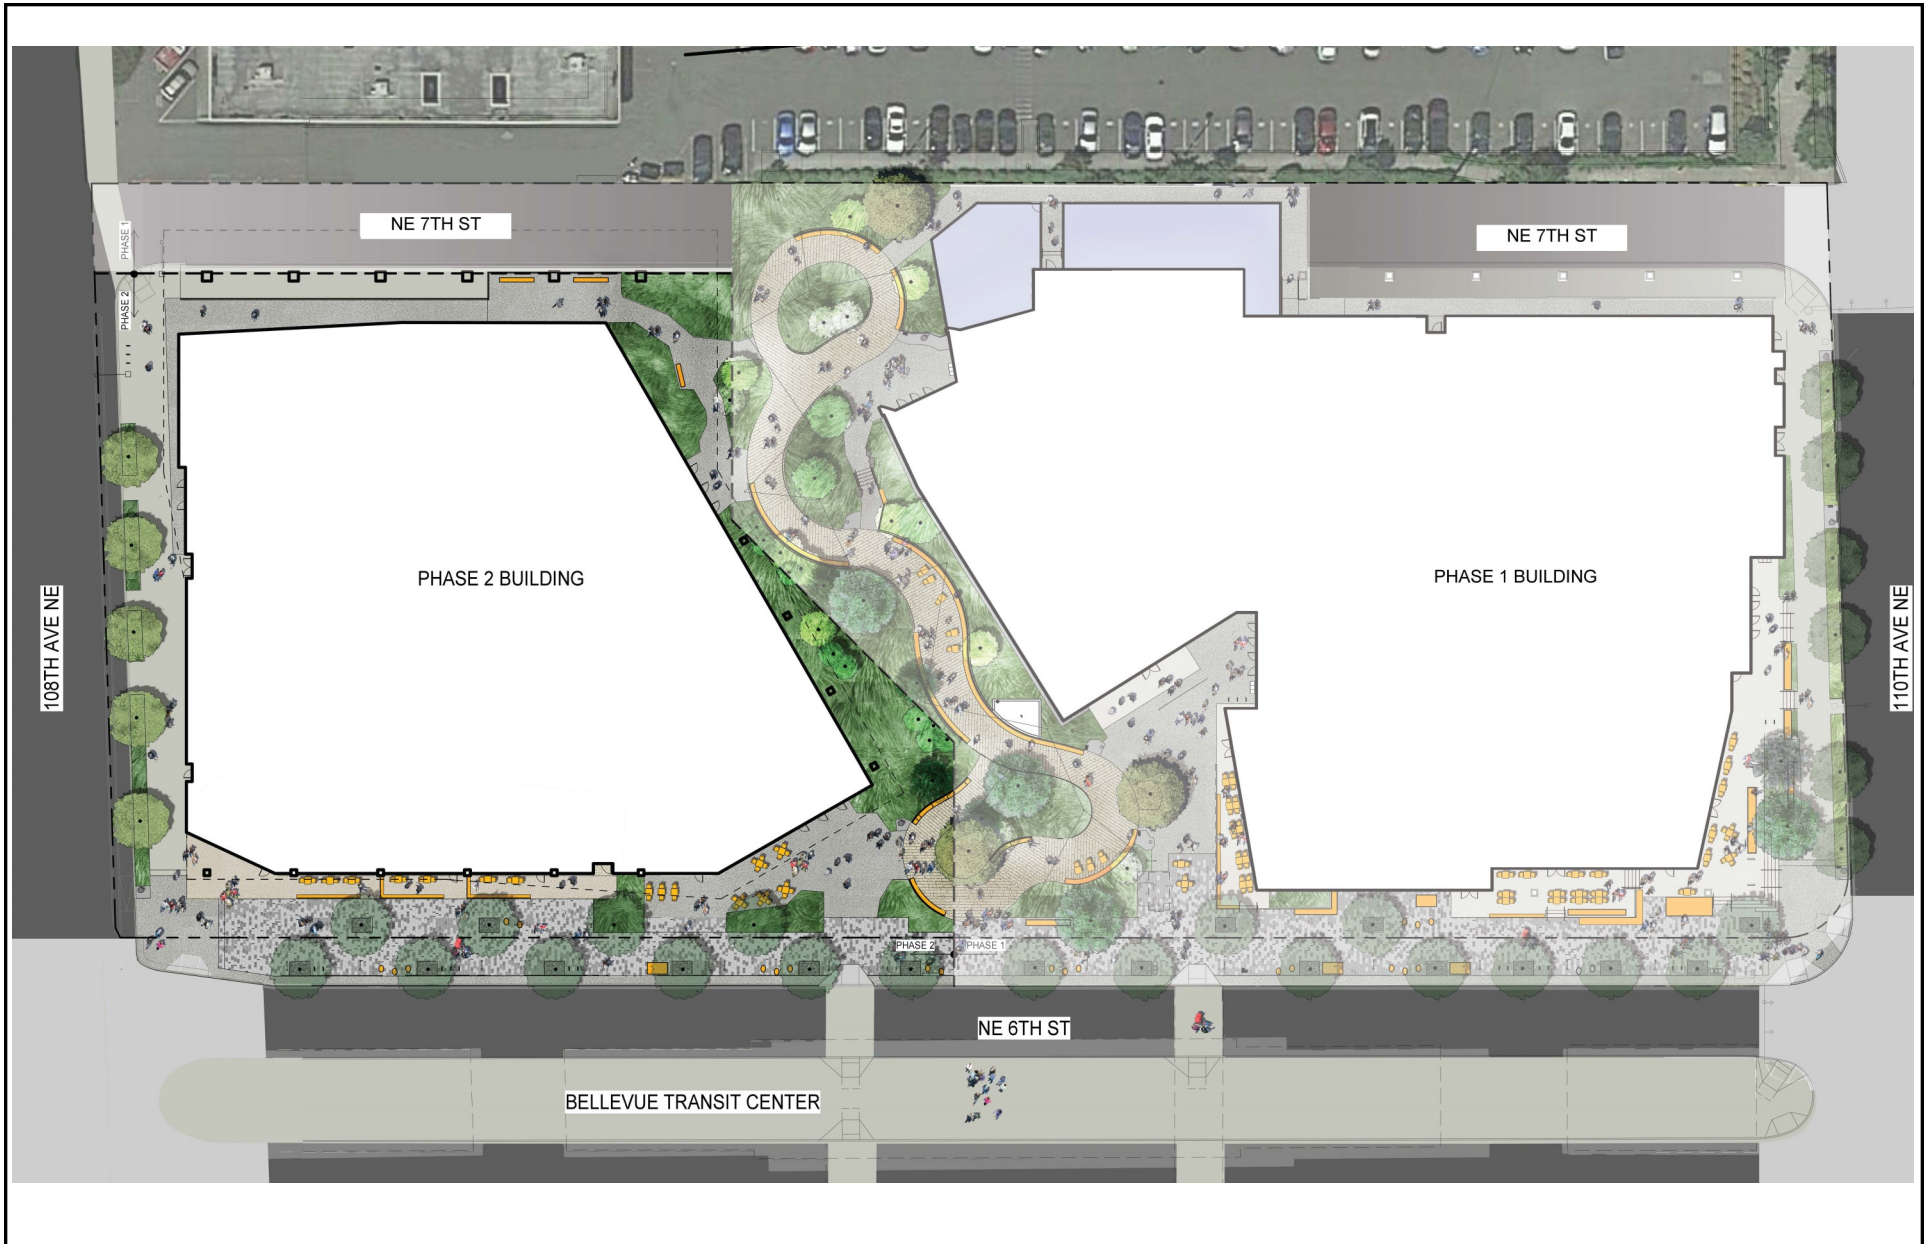 NE 7TH ST
NE 7TH ST
PHASE 1
PHASE 2
PHASE 2 BUILDING
PHASE 1 BUILDING
108TH AVE NE
110TH AVE NE
PHASE 2
PHASE 1
NE 6TH ST
BELLEVUE TRANSIT CENTER